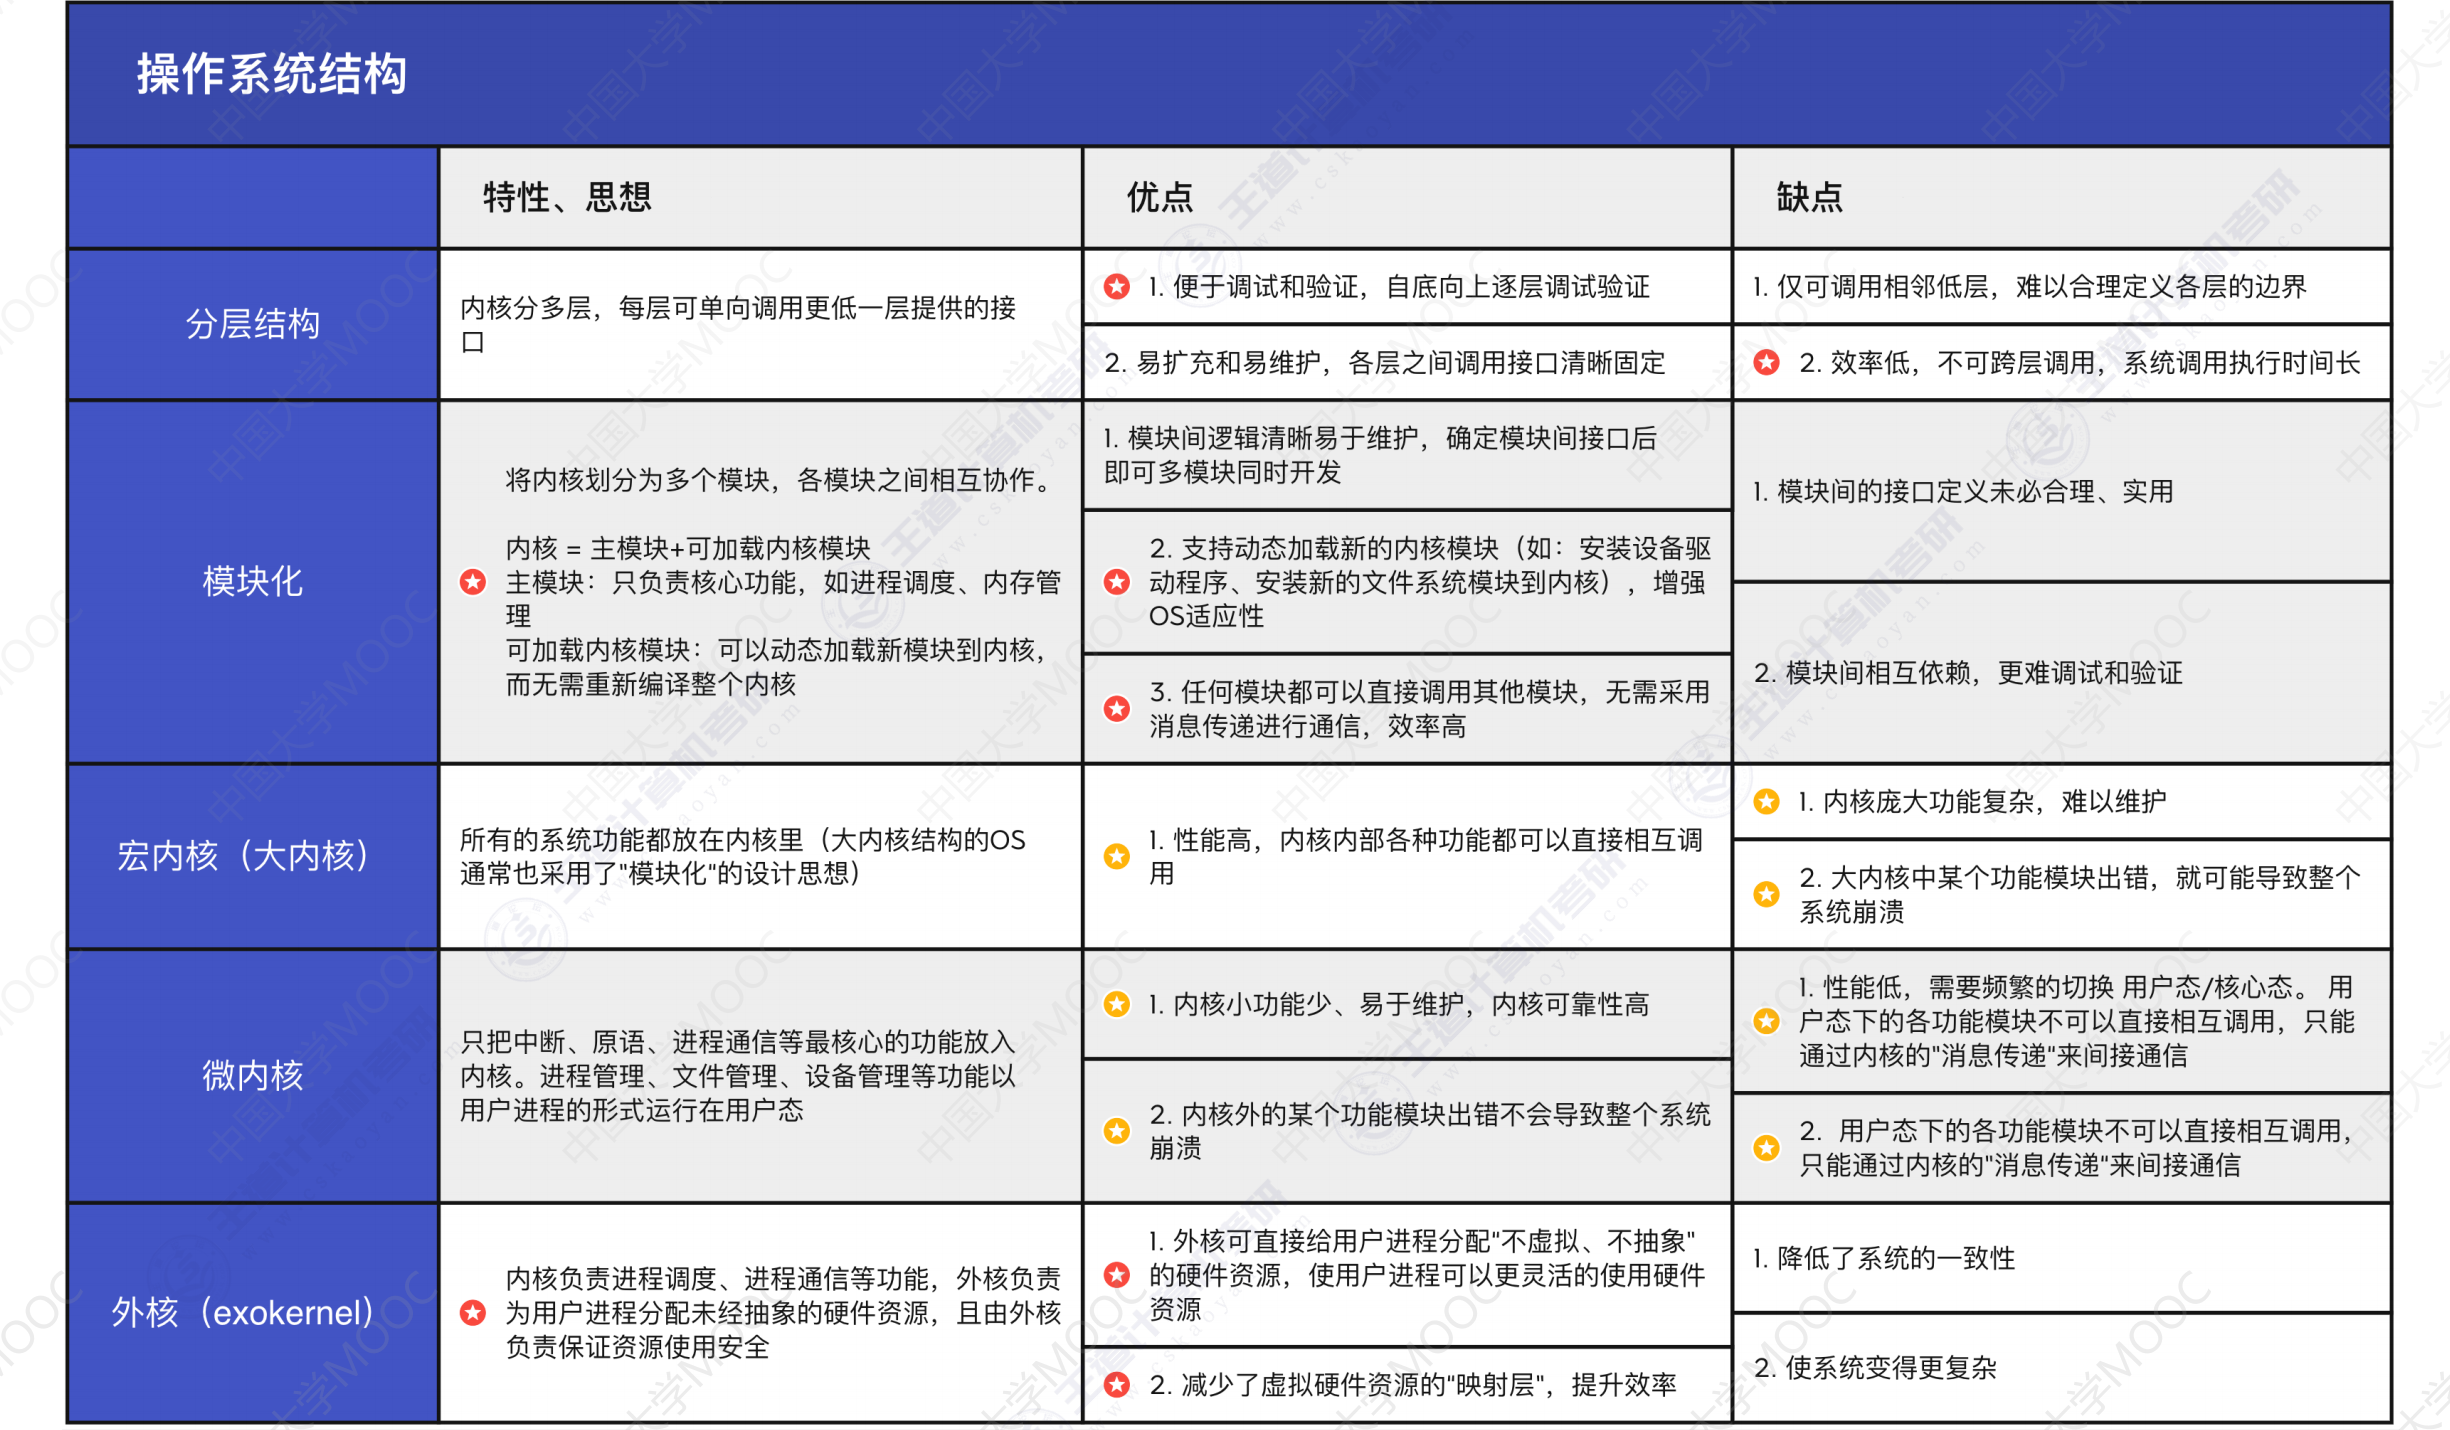 操作系统结构
特性、思想
优点
缺点
分层结构
内核分多层，每层可单向调用更低一层提供的接
口
1. 便于调试和验证，自底向上逐层调试验证
2. 易扩充和易维护，各层之间调用接口清晰固定
1. 仅可调用相邻低层，难以合理定义各层的边界
2. 效率低，不可跨层调用，系统调用执行时间长
模块化
将内核划分为多个模块，各模块之间相互协作。
内核 = 主模块+可加载内核模块
主模块：只负责核心功能，如进程调度、内存管
理
可加载内核模块：可以动态加载新模块到内核，
而无需重新编译整个内核
1. 模块间逻辑清晰易于维护，确定模块间接口后
即可多模块同时开发
2. 支持动态加载新的内核模块（如：安装设备驱
动程序、安装新的文件系统模块到内核），增强
OS适应性
3. 任何模块都可以直接调用其他模块，无需采用
消息传递进行通信，效率高
1. 模块间的接口定义未必合理、实用
2. 模块间相互依赖，更难调试和验证
宏内核（大内核）
所有的系统功能都放在内核里（大内核结构的OS
通常也采用了"模块化"的设计思想）
1. 性能高，内核内部各种功能都可以直接相互调
用
1. 内核庞大功能复杂，难以维护
2. 大内核中某个功能模块出错，就可能导致整个
系统崩溃
微内核
只把中断、原语、进程通信等最核心的功能放入
内核。进程管理、文件管理、设备管理等功能以
用户进程的形式运行在用户态
1. 内核小功能少、易于维护，内核可靠性高
2. 内核外的某个功能模块出错不会导致整个系统
崩溃
1. 性能低，需要频繁的切换 用户态/核心态。 用
户态下的各功能模块不可以直接相互调用，只能
通过内核的"消息传递"来间接通信
2. 用户态下的各功能模块不可以直接相互调用，
只能通过内核的"消息传递"来间接通信
外核（exokernel）
内核负责进程调度、进程通信等功能，外核负责
为用户进程分配未经抽象的硬件资源，且由外核
负责保证资源使用安全
1. 外核可直接给用户进程分配"不虚拟、不抽象"
的硬件资源，使用户进程可以更灵活的使用硬件
资源
2. 减少了虚拟硬件资源的"映射层"，提升效率
1. 降低了系统的一致性
2. 使系统变得更复杂
中国大学MOOC
王道计算机考研
www.cskaoyan.com